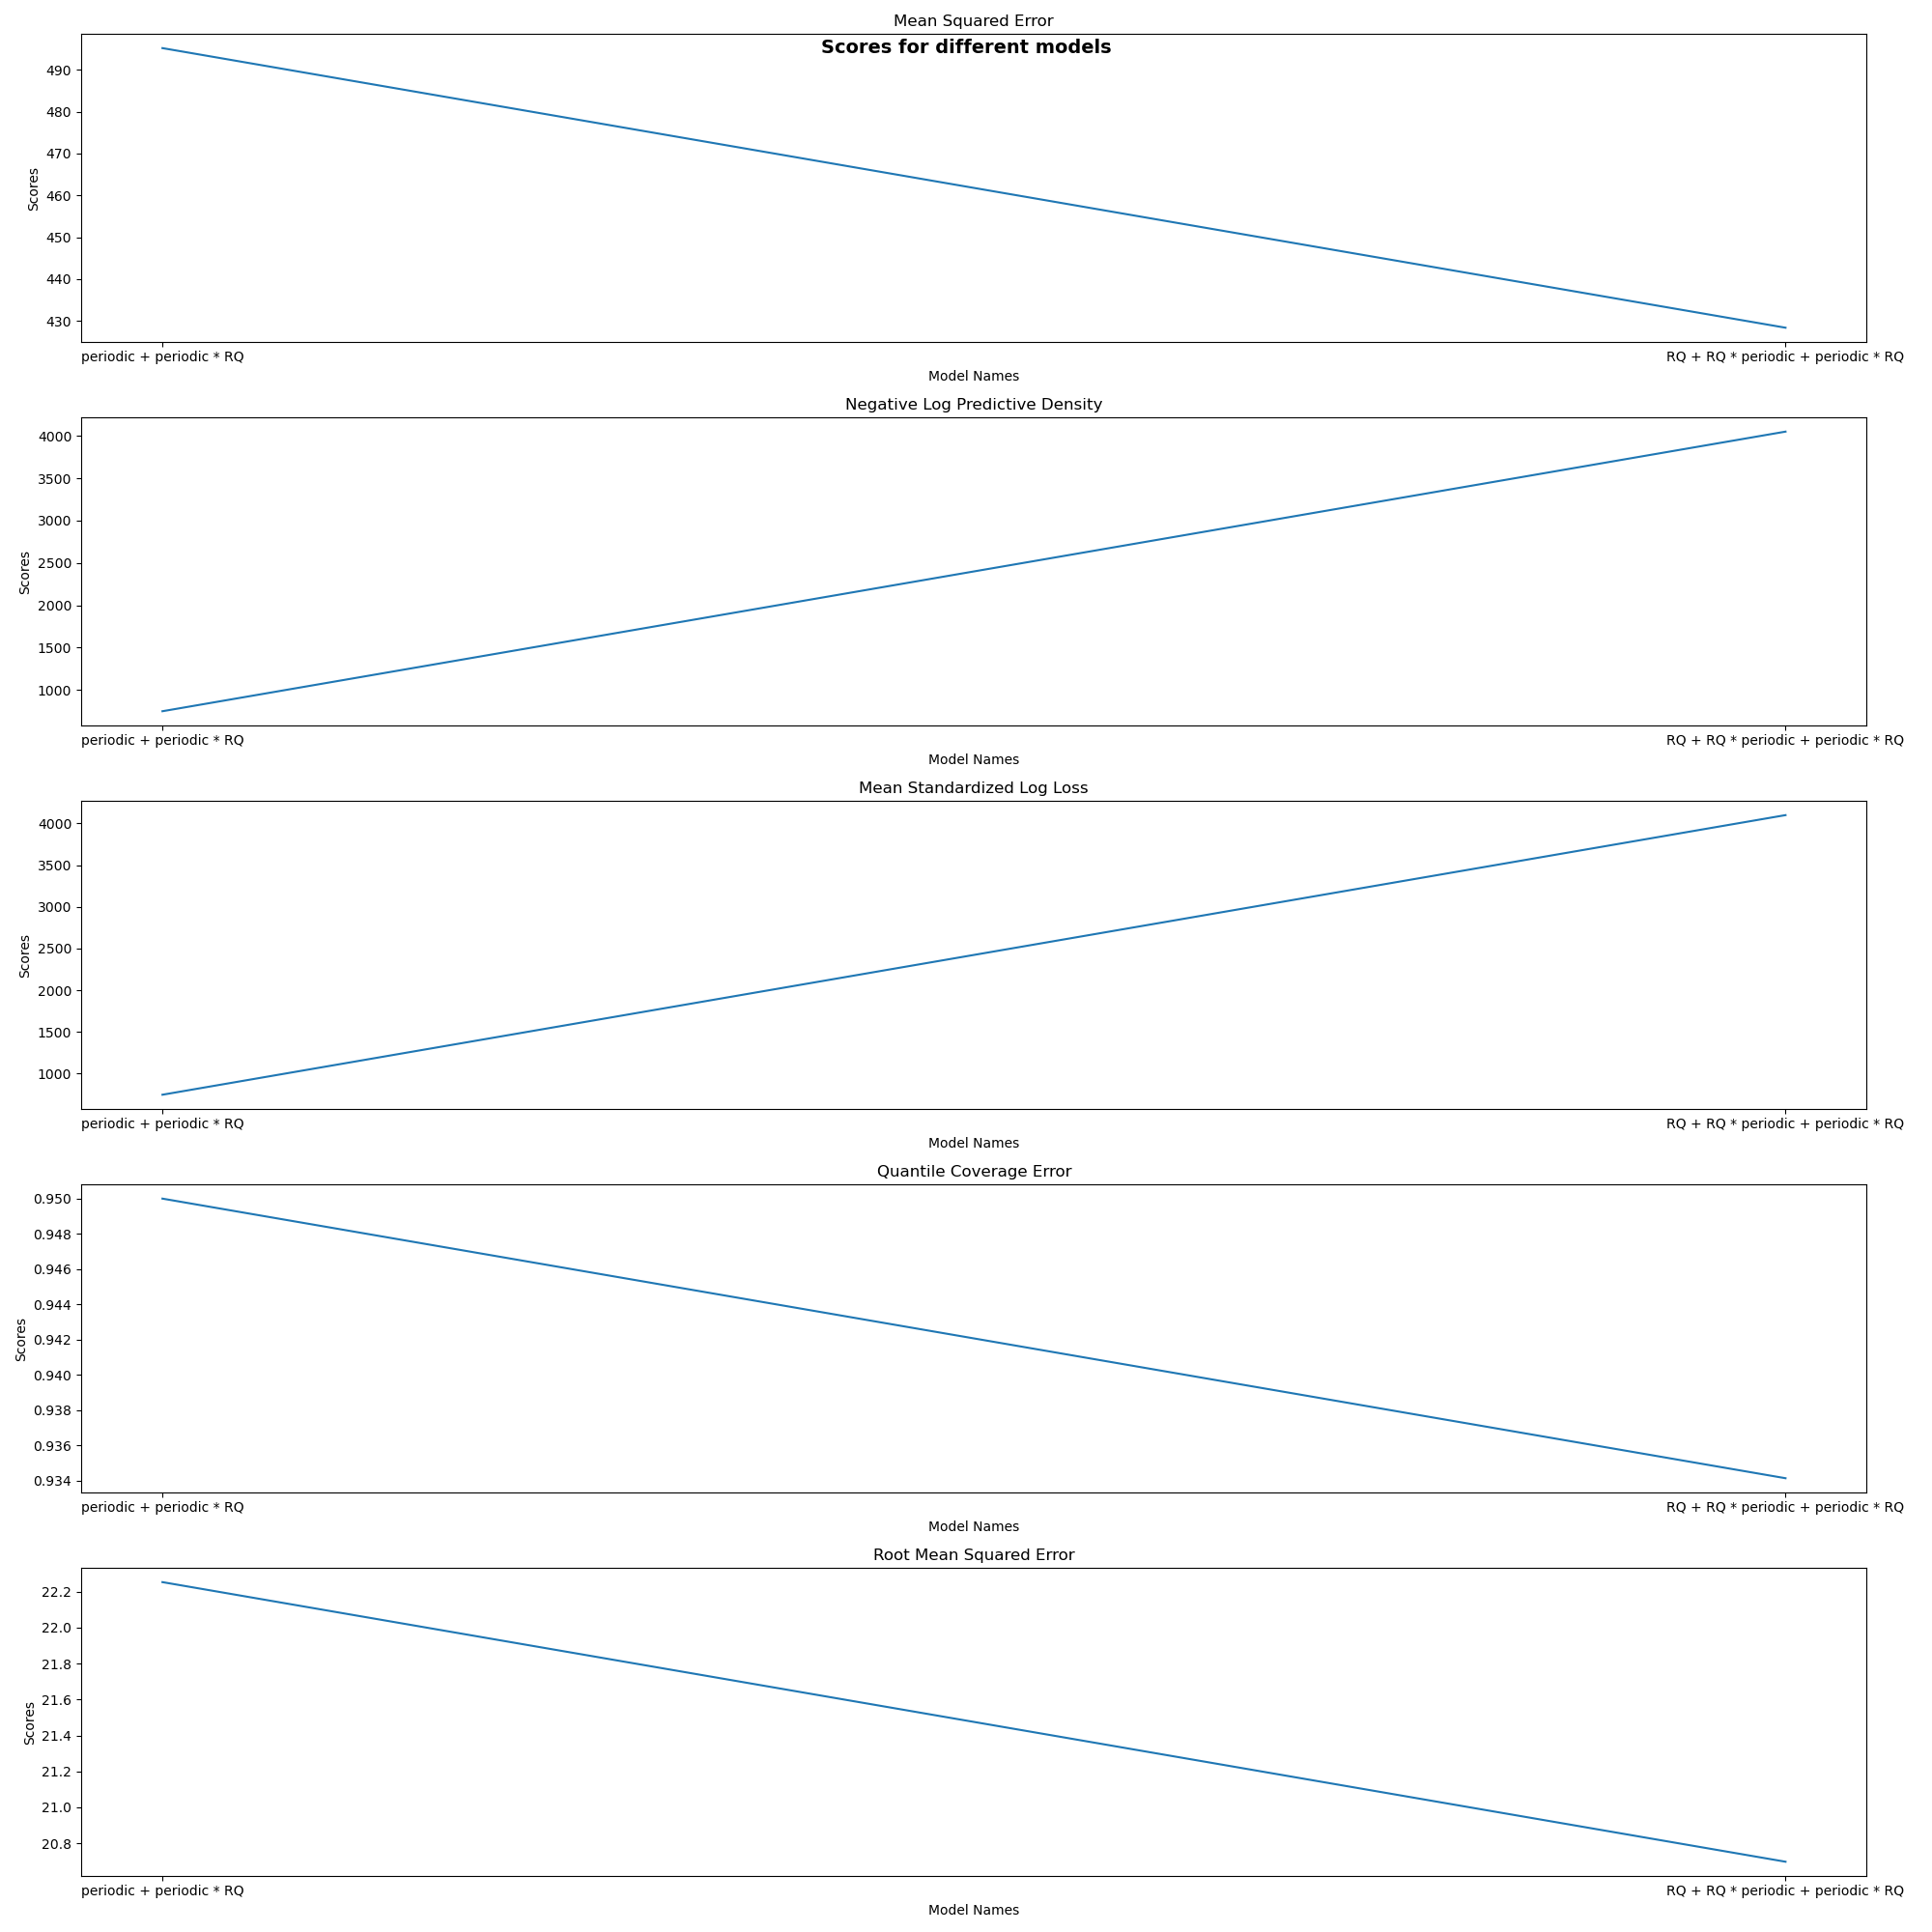 Mean Squared Error
Scores for different models
490
480
470
460
450
440
430
Scores
periodic + periodic * RQ
RQ + RQ * periodic + periodic * RQ
Model Names
Negative Log Predictive Density
4000
3500
3000
2500
2000
1500
1000
Scores
periodic + periodic * RQ
RQ + RQ * periodic + periodic * RQ
Model Names
Mean Standardized Log Loss
4000
3500
3000
2500
2000
1500
1000
Scores
periodic + periodic * RQ
RQ + RQ * periodic + periodic * RQ
Model Names
Quantile Coverage Error
0.950
0.948
0.946
0.944
0.942
0.940
0.938
0.936
0.934
Scores
periodic + periodic * RQ
RQ + RQ * periodic + periodic * RQ
Model Names
Root Mean Squared Error
22.2
22.0
21.8
21.6
21.4
21.2
21.0
20.8
Scores
periodic + periodic * RQ
RQ + RQ * periodic + periodic * RQ
Model Names